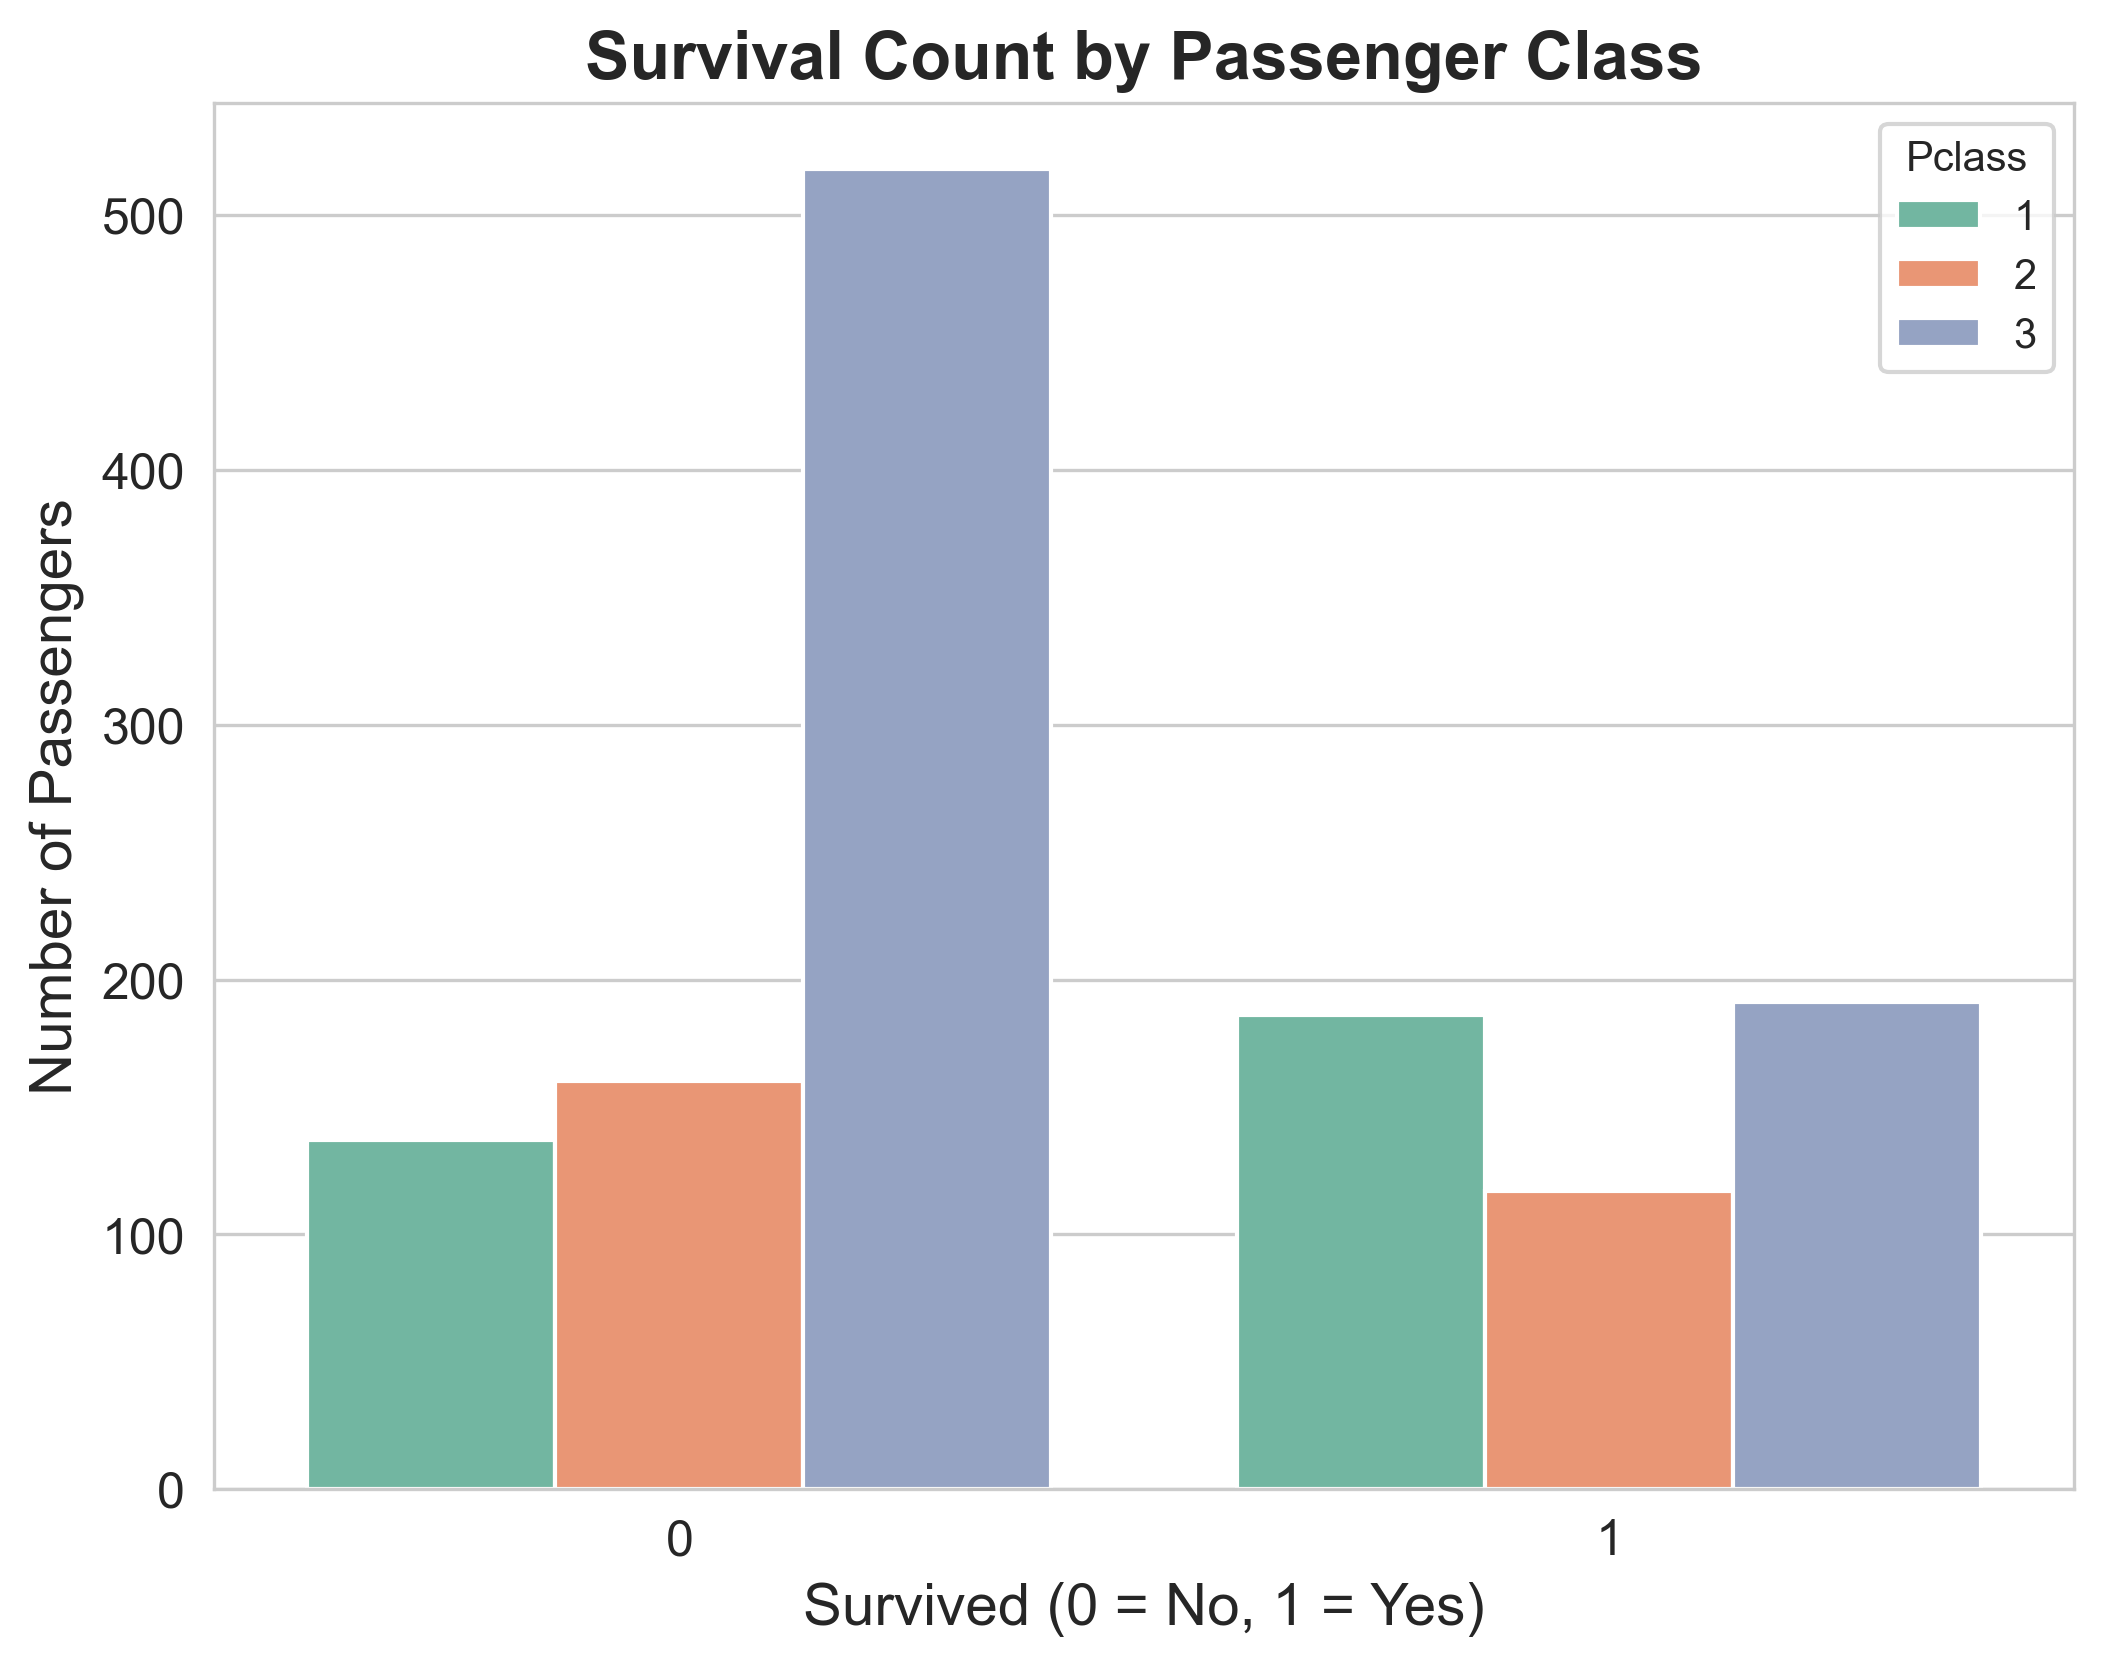 Survival Count by Passenger Class
Number of Passengers
500
400
300
200
100
0
Pclass
1
2
3
0
1
Survived (0 = No, 1 = Yes)